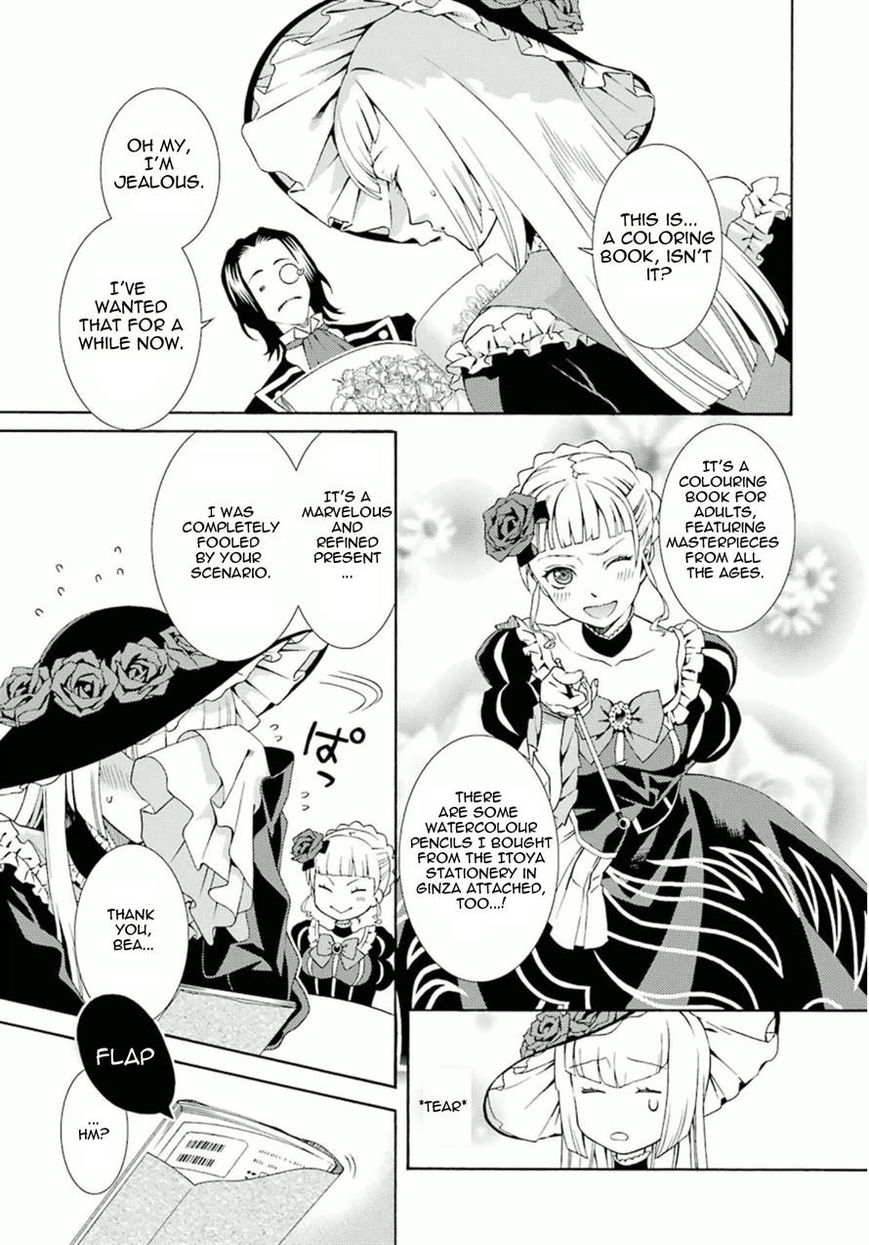 THIS IS...
A COLORING
BOOK, ISN'T
IT?
OH MY,
I'M
JEALOUS.
I'VE
WANTED
THAT FOR A
WHILE NOW.
IT'S A
COLOURING
BOOK FOR
ADULTS,
FEATURING
MASTERPIECES
FROM ALL
THE AGES.
THERE
ARE SOME
WATERCOLOUR
PENCILS I BOUGHT
FROM THE ITOYA
STATIONERY IN
GINZA ATTACHED,
TOO...!
*TEAR*
IT'S A
MARVELOUS
AND
REFINED
PRESENT
...
I WAS
COMPLETELY
FOOLED
BY YOUR
SCENARIO.
ぱっ
THANK
YOU,
BEA...
FLAP
...
HM?